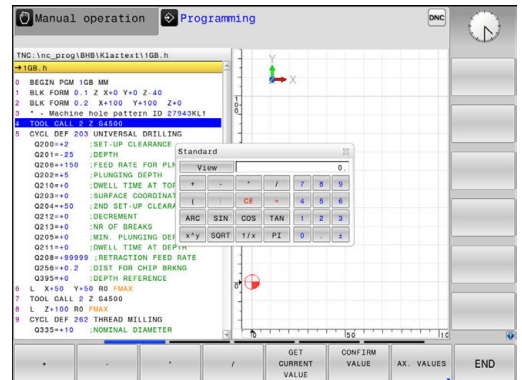 Manual operation
Programming
DNC
TNC:\nc_prog\BHB\Klartext\1GB.h
→1GB.h
0 BEGIN PGM 1GB MM
1 BLK FORM 0.1 Z X+0 Y+0 Z-40
2 BLK FORM 0.2 X+100 Y+100 Z+0
3 * - Machine hole pattern ID 27943KL1
4 TOOL CALL 2 Z S4500
5 CYCL DEF 203 UNIVERSAL DRILLING
Q200=+2 ;SET-UP CLEARANCE
Q201=-25 ;DEPTH
Q206=+150 ;FEED RATE FOR PLN
Q202=+5 ;PLUNGING DEPTH
Q210=+0 ;DWELL TIME AT TOP
Q203=+0 ;SURFACE COORDINAT
Q204=+50 ;2ND SET-UP CLEARA
Q212=+0 ;DECREMENT
Q213=+0 ;NR OF BREAKS
Q205=+0 ;MIN. PLUNGING DEP
Q211=+0 ;DWELL TIME AT DEPTH
Q208=+99999 ;RETRACTION FEED RATE
Q256=+0.2 ;DIST FOR CHIP BRKNG
Q395=+0 ;DEPTH REFERENCE
6 L X+50 Y+50 R0 FMAX
7 TOOL CALL 2 Z S4500
8 L Z+100 R0 FMAX
9 CYCL DEF 262 THREAD MILLING
Q335=+10 ;NOMINAL DIAMETER
Y
X
100
0
0
50
10
Standard
View 0.
+ - * / 7 8 9
( ) CE = 4 5 6
ARC SIN COS TAN 1 2 3
x^y SQRT 1/x PI 0 . ±
+
-
*
/
GET CURRENT VALUE
CONFIRM VALUE
AX. VALUES
END